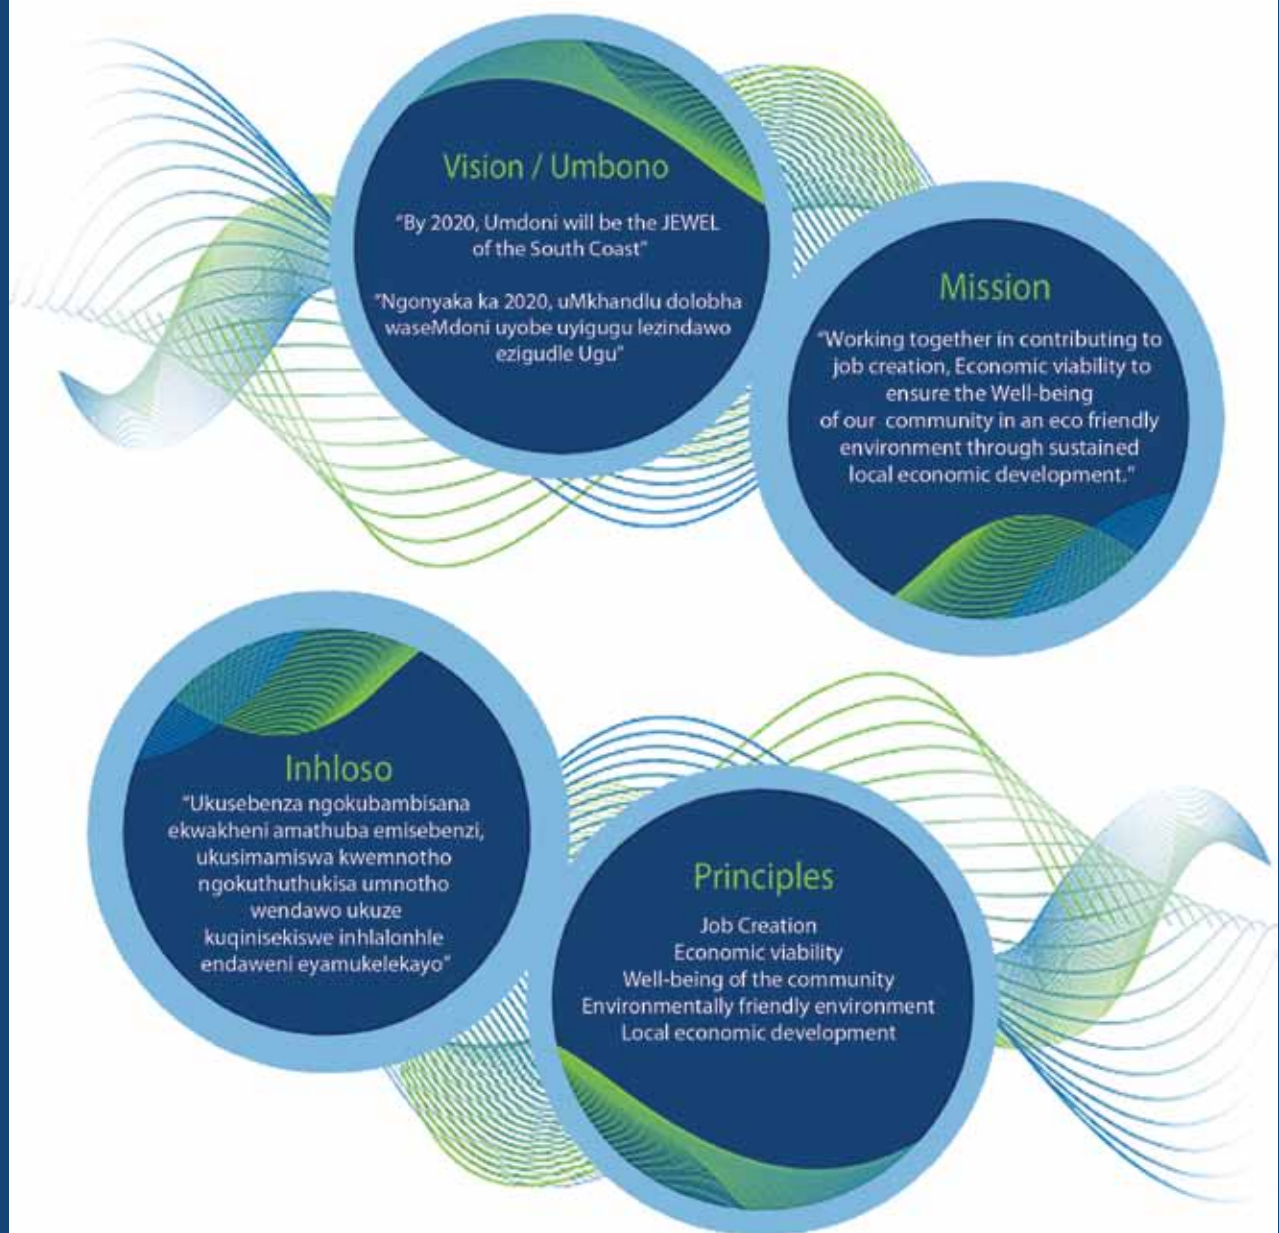 Vision / Umbono
"By 2020, Umdoni will be the JEWEL
of the South Coast"
"Ngonyaka ka 2020, uMkhandlu dolobha
waseMdoni uyobe uyigugu lezindawo
ezigudle Ugu"
Mission
"Working together in contributing to
job creation, Economic viability to
ensure the Well-being
of our community in an eco friendly
environment through sustained
local economic development."
Inhloso
"Ukusebenza ngokubambisana
ekwakheni amathuba emisebenzi,
ukusimamiswa kwemnotho
ngokuthuthukisa umnotho
wendawo ukuze
kuqinisekiswe inhlalonhle
endaweni eyamukelekayo"
Principles
Job Creation
Economic viability
Well-being of the community
Environmentally friendly environment
Local economic development